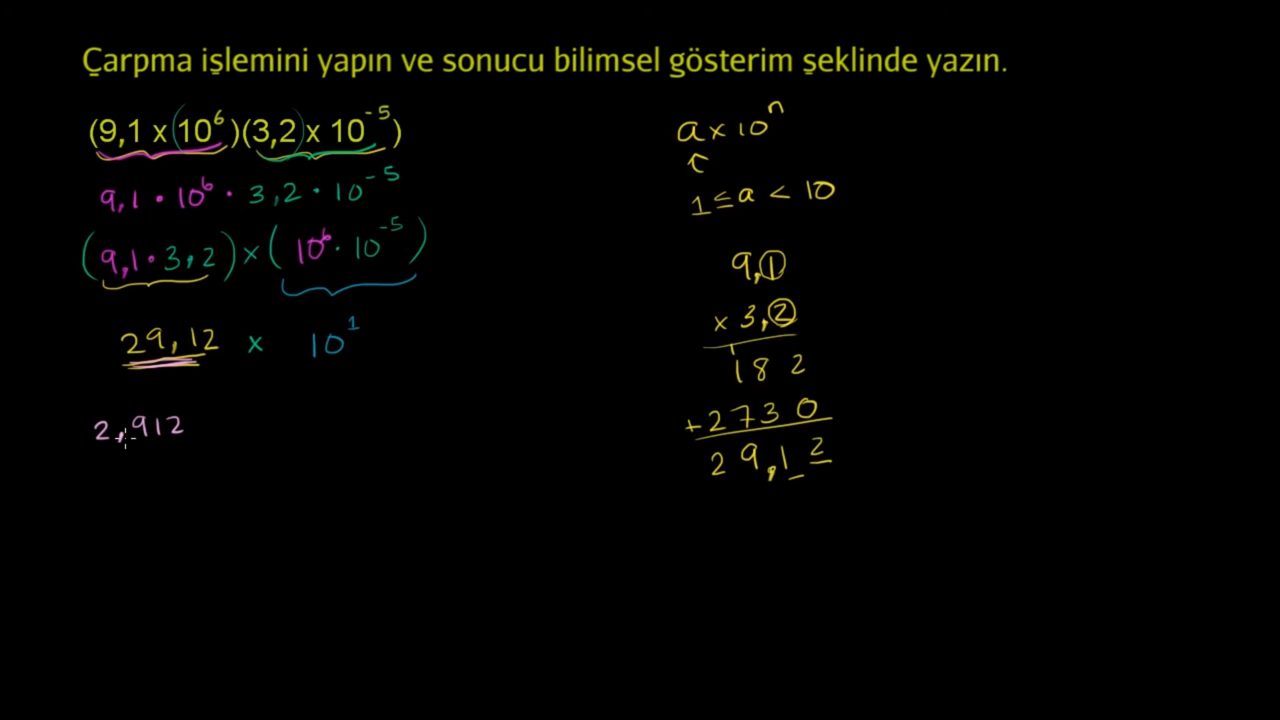 Çarpma işlemini yapın ve sonucu bilimsel gösterim şeklinde yazın.
(9,1 x (10⁶)(3,2) x 10⁻⁵)
9,1 · 10⁶ · 3,2 · 10⁻⁵
(9,1 · 3,2) x (10⁶ · 10⁻⁵)
29,12 x 10¹
2,912
a x 10ⁿ
1 ≤ a < 10
9,1
x 3,2
1
182
+2730
29,12